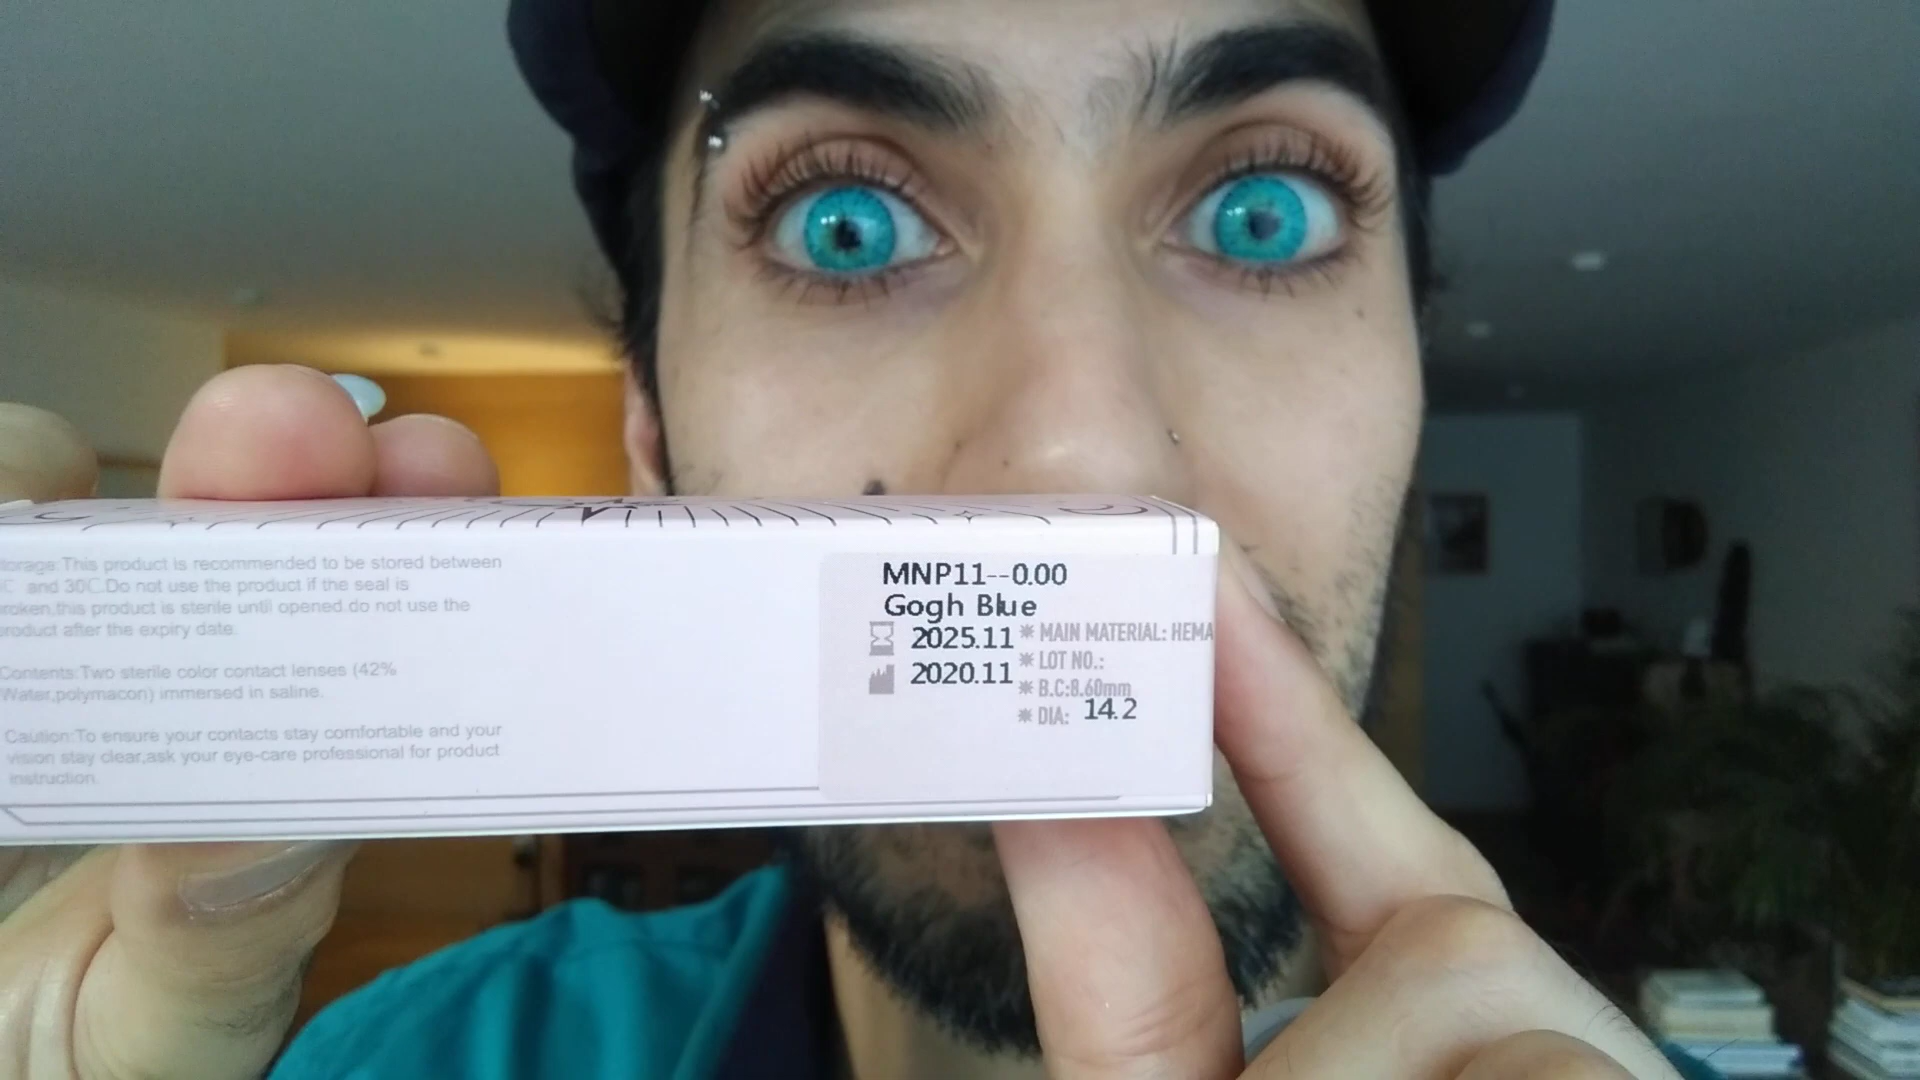 torage:This product is recommended to be stored between
and 30C.Do not use the product if the seal is
roken,this product is sterile until opened.do not use the
product after the expiry date.
Contents:Two sterile color contact lenses (42%
Water,polymacon) immersed in saline.
Caution:To ensure your contacts stay comfortable and your
vision stay clear,ask your eye-care professional for product
instruction.
MNP11--0.00
Gogh Blue
2025.11 * MAIN MATERIAL: HEMA
* LOT NO.:
2020.11
* B.C:8.60mm
* DIA: 14.2